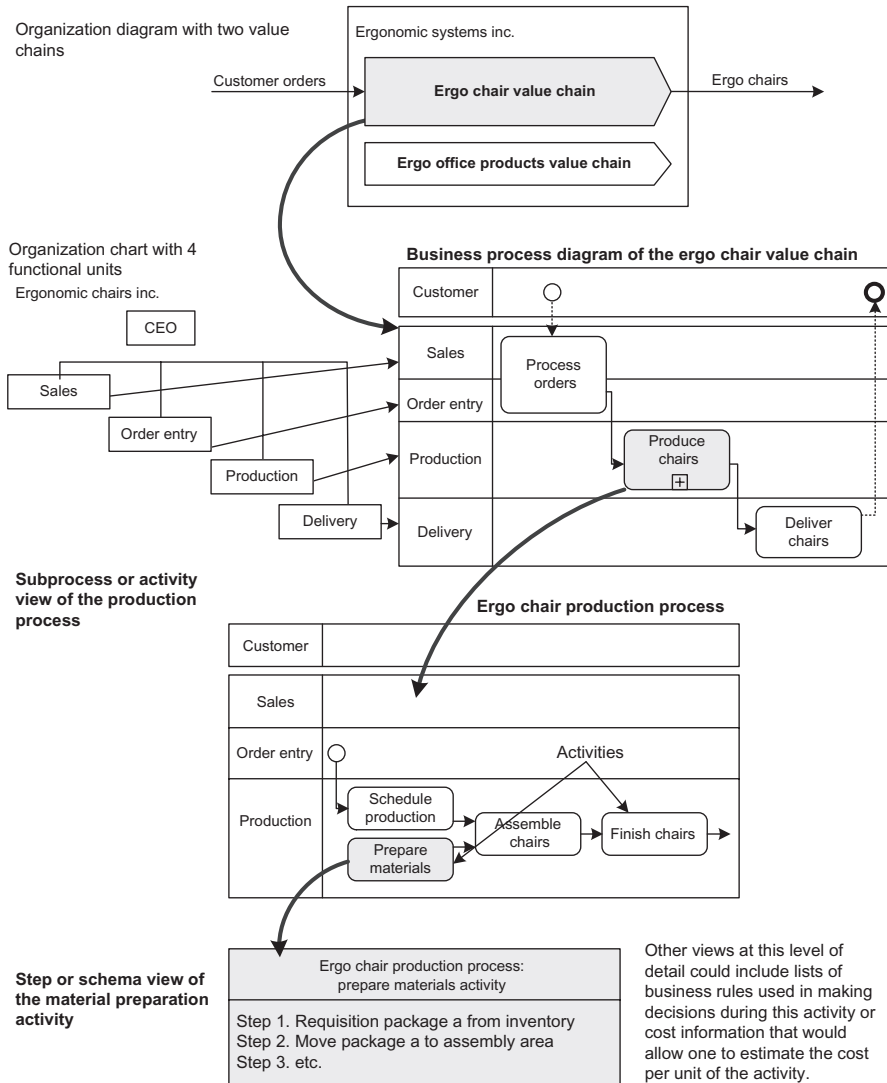 Organization diagram with two value
chains
Ergonomic systems inc.
Customer orders
Ergo chair value chain
Ergo chairs
Ergo office products value chain
Organization chart with 4
functional units
Ergonomic chairs inc.
CEO
Sales
Order entry
Production
Delivery
Business process diagram of the ergo chair value chain
Customer
Sales
Process
orders
Order entry
Production
Produce
chairs
+
Delivery
Deliver
chairs
Subprocess or activity
view of the production
process
Ergo chair production process
Customer
Sales
Order entry
Activities
Production
Schedule
production
Assemble
chairs
Finish chairs
Prepare
materials
Step or schema view of
the material preparation
activity
Ergo chair production process:
prepare materials activity
Step 1. Requisition package a from inventory
Step 2. Move package a to assembly area
Step 3. etc.
Other views at this level of
detail could include lists of
business rules used in making
decisions during this activity or
cost information that would
allow one to estimate the cost
per unit of the activity.